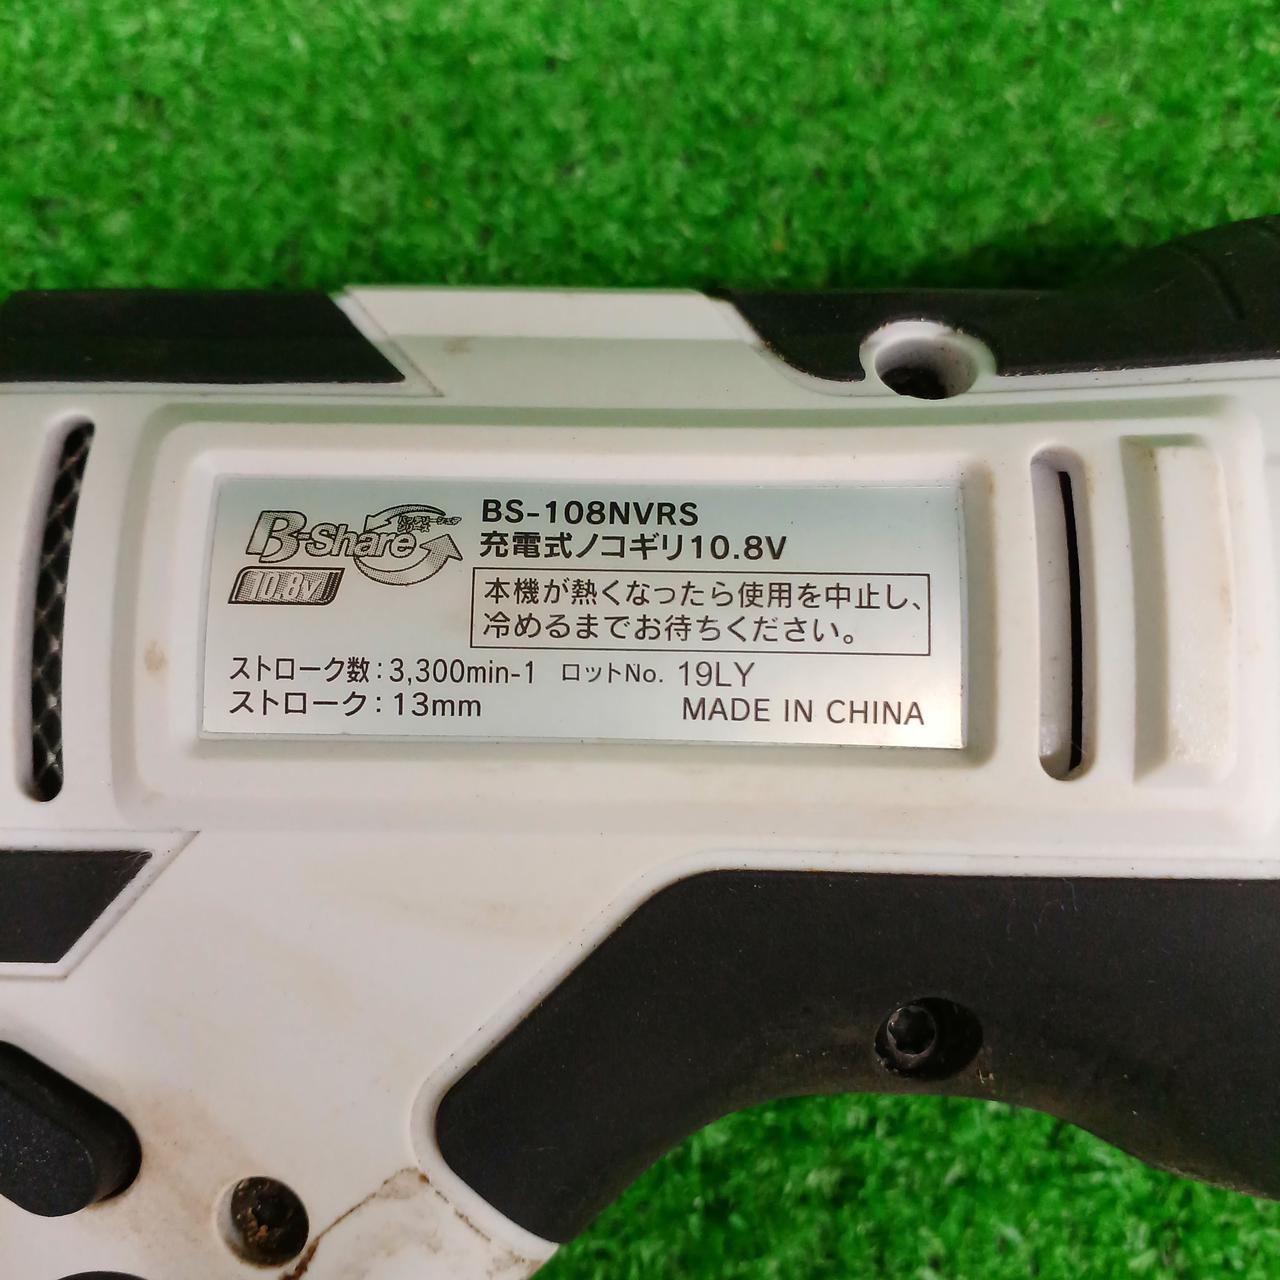 B-Share
バッテリーシェア
シリーズ
10.8V
BS-108NVRS
充電式ノコギリ10.8V
本機が熱くなったら使用を中止し、
冷めるまでお待ちください。
ストローク数：3,300min-1 ロットNo. 19LY
ストローク：13mm
MADE IN CHINA